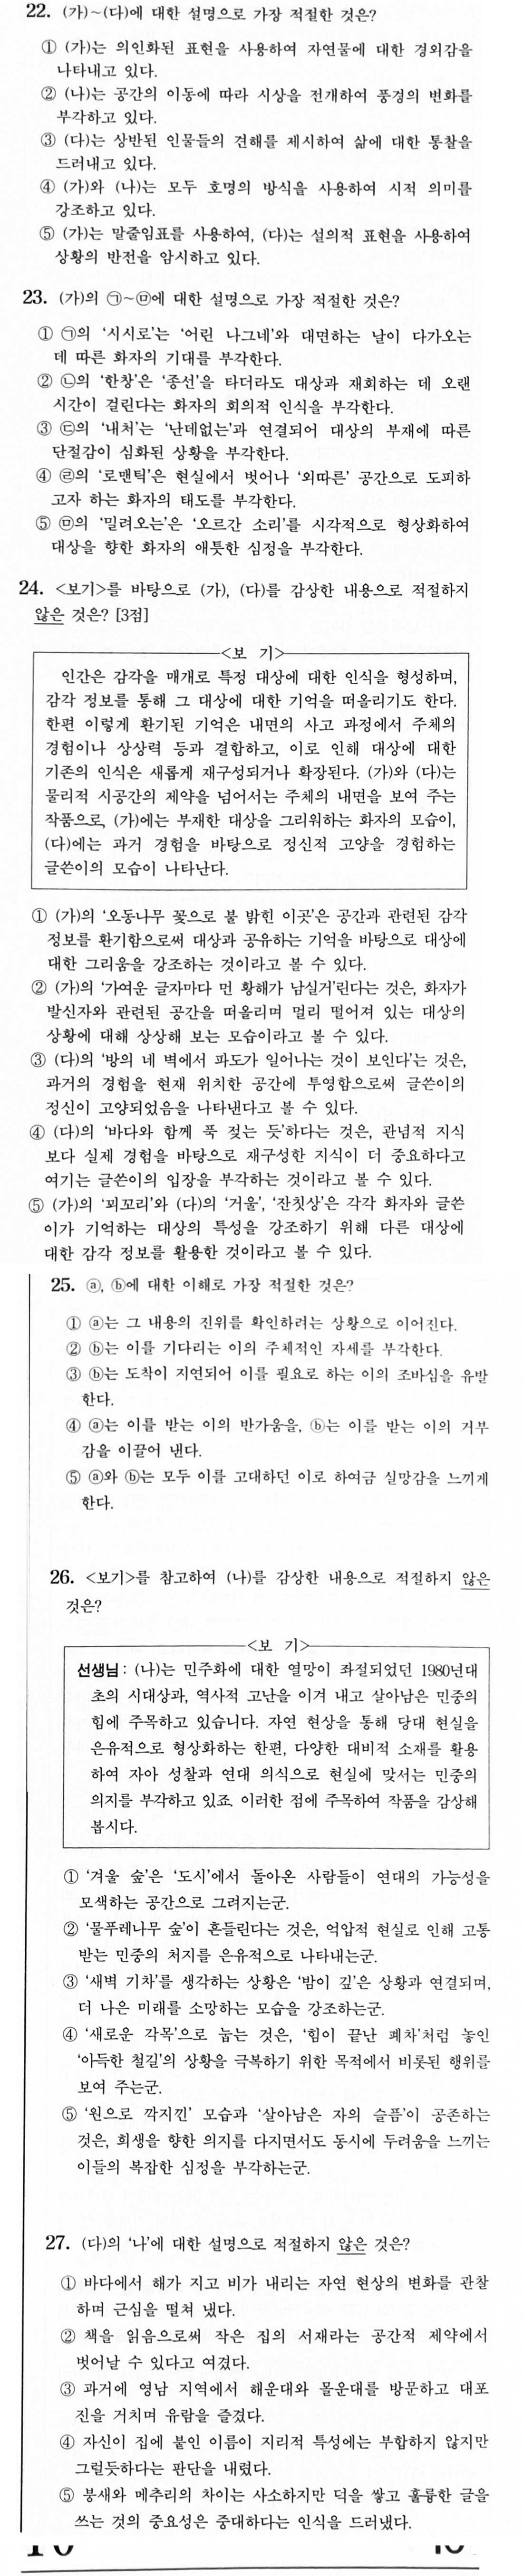 22. (가)~(다)에 대한 설명으로 가장 적절한 것은?
① (가)는 의인화된 표현을 사용하여 자연물에 대한 경외감을
나타내고 있다.
② (나)는 공간의 이동에 따라 시상을 전개하여 풍경의 변화를
부각하고 있다.
③ (다)는 상반된 인물들의 견해를 제시하여 삶에 대한 통찰을
드러내고 있다.
④ (가)와 (나)는 모두 호명의 방식을 사용하여 시적 의미를
강조하고 있다.
⑤ (가)는 말줄임표를 사용하여, (다)는 설의적 표현을 사용하여
상황의 반전을 암시하고 있다.
23. (가)의 ㉠~㉤에 대한 설명으로 가장 적절한 것은?
① ㉠의 '시시로'는 '어린 나그네'와 대면하는 날이 다가오는
데 따른 화자의 기대를 부각한다.
② ㉡의 '한창'은 '종선'을 타더라도 대상과 재회하는 데 오랜
시간이 걸린다는 화자의 회의적 인식을 부각한다.
③ ㉢의 '내처'는 '난데없는'과 연결되어 대상의 부재에 따른
단절감이 심화된 상황을 부각한다.
④ ㉣의 '로맨틱'은 현실에서 벗어나 '외따른' 공간으로 도피하
고자 하는 화자의 태도를 부각한다.
⑤ ㉤의 '밀려오는'은 '오르간 소리'를 시각적으로 형상화하여
대상을 향한 화자의 애틋한 심정을 부각한다.
24. <보기>를 바탕으로 (가), (다)를 감상한 내용으로 적절하지
않은 것은? [3점]
<보 기>
인간은 감각을 매개로 특정 대상에 대한 인식을 형성하며,
감각 정보를 통해 그 대상에 대한 기억을 떠올리기도 한다.
한편 이렇게 환기된 기억은 내면의 사고 과정에서 주체의
경험이나 상상력 등과 결합하고, 이로 인해 대상에 대한
기존의 인식은 새롭게 재구성되거나 확장된다. (가)와 (다)는
물리적 시공간의 제약을 넘어서는 주체의 내면을 보여 주는
작품으로, (가)에는 부재한 대상을 그리워하는 화자의 모습이,
(다)에는 과거 경험을 바탕으로 정신적 고양을 경험하는
글쓴이의 모습이 나타난다.
① (가)의 '오동나무 꽃으로 불 밝힌 이곳'은 공간과 관련된 감각
정보를 환기함으로써 대상과 공유하는 기억을 바탕으로 대상에
대한 그리움을 강조하는 것이라고 볼 수 있다.
② (가)의 '가여운 글자마다 먼 황해가 남실거'린다는 것은, 화자가
발신자와 관련된 공간을 떠올리며 멀리 떨어져 있는 대상의
상황에 대해 상상해 보는 모습이라고 볼 수 있다.
③ (다)의 '방의 네 벽에서 파도가 일어나는 것이 보인다'는 것은,
과거의 경험을 현재 위치한 공간에 투영함으로써 글쓴이의
정신이 고양되었음을 나타낸다고 볼 수 있다.
④ (다)의 '바다와 함께 푹 젖는 듯'하다는 것은, 관념적 지식
보다 실제 경험을 바탕으로 재구성한 지식이 더 중요하다고
여기는 글쓴이의 입장을 부각하는 것이라고 볼 수 있다.
⑤ (가)의 '꾀꼬리'와 (다)의 '거울', '잔칫상'은 각각 화자와 글쓴
이가 기억하는 대상의 특성을 강조하기 위해 다른 대상에
대한 감각 정보를 활용한 것이라고 볼 수 있다.
25. ⓐ, ⓑ에 대한 이해로 가장 적절한 것은?
① ⓐ는 그 내용의 진위를 확인하려는 상황으로 이어진다.
② ⓑ는 이를 기다리는 이의 주체적인 자세를 부각한다.
③ ⓑ는 도착이 지연되어 이를 필요로 하는 이의 조바심을 유발
한다.
④ ⓐ는 이를 받는 이의 반가움을, ⓑ는 이를 받는 이의 거부
감을 이끌어 낸다.
⑤ ⓐ와 ⓑ는 모두 이를 고대하던 이로 하여금 실망감을 느끼게
한다.
26. <보기>를 참고하여 (나)를 감상한 내용으로 적절하지 않은
것은?
<보 기>
선생님 : (나)는 민주화에 대한 열망이 좌절되었던 1980년대
초의 시대상과, 역사적 고난을 이겨 내고 살아남은 민중의
힘에 주목하고 있습니다. 자연 현상을 통해 당대 현실을
은유적으로 형상화하는 한편, 다양한 대비적 소재를 활용
하여 자아 성찰과 연대 의식으로 현실에 맞서는 민중의
의지를 부각하고 있죠. 이러한 점에 주목하여 작품을 감상해
봅시다.
① '겨울 숲'은 '도시'에서 돌아온 사람들이 연대의 가능성을
모색하는 공간으로 그려지는군.
② '물푸레나무 숲'이 흔들린다는 것은, 억압적 현실로 인해 고통
받는 민중의 처지를 은유적으로 나타내는군.
③ '새벽 기차'를 생각하는 상황은 '밤이 깊'은 상황과 연결되며,
더 나은 미래를 소망하는 모습을 강조하는군.
④ '새로운 각목'으로 눕는 것은, '힘이 끝난 폐차'처럼 놓인
'아득한 철길'의 상황을 극복하기 위한 목적에서 비롯된 행위를
보여 주는군.
⑤ '원으로 깍지낀' 모습과 '살아남은 자의 슬픔'이 공존하는
것은, 희생을 향한 의지를 다지면서도 동시에 두려움을 느끼는
이들의 복잡한 심정을 부각하는군.
27. (다)의 '나'에 대한 설명으로 적절하지 않은 것은?
① 바다에서 해가 지고 비가 내리는 자연 현상의 변화를 관찰
하며 근심을 떨쳐 냈다.
② 책을 읽음으로써 작은 집의 서재라는 공간적 제약에서
벗어날 수 있다고 여겼다.
③ 과거에 영남 지역에서 해운대와 몰운대를 방문하고 대포
진을 거치며 유람을 즐겼다.
④ 자신이 집에 붙인 이름이 지리적 특성에는 부합하지 않지만
그럴듯하다는 판단을 내렸다.
⑤ 붕새와 메추리의 차이는 사소하지만 덕을 쌓고 훌륭한 글을
쓰는 것의 중요성은 중대하다는 인식을 드러냈다.